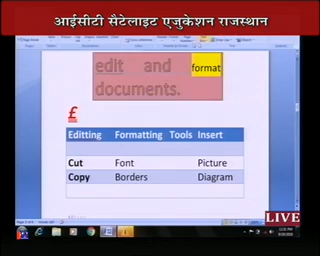 आईसीटी सैटेलाइट एजुकेशन राजस्थान
edit and format
documents.
£
Editting Formatting Tools Insert
Cut Font Picture
Copy Borders Diagram
LIVE